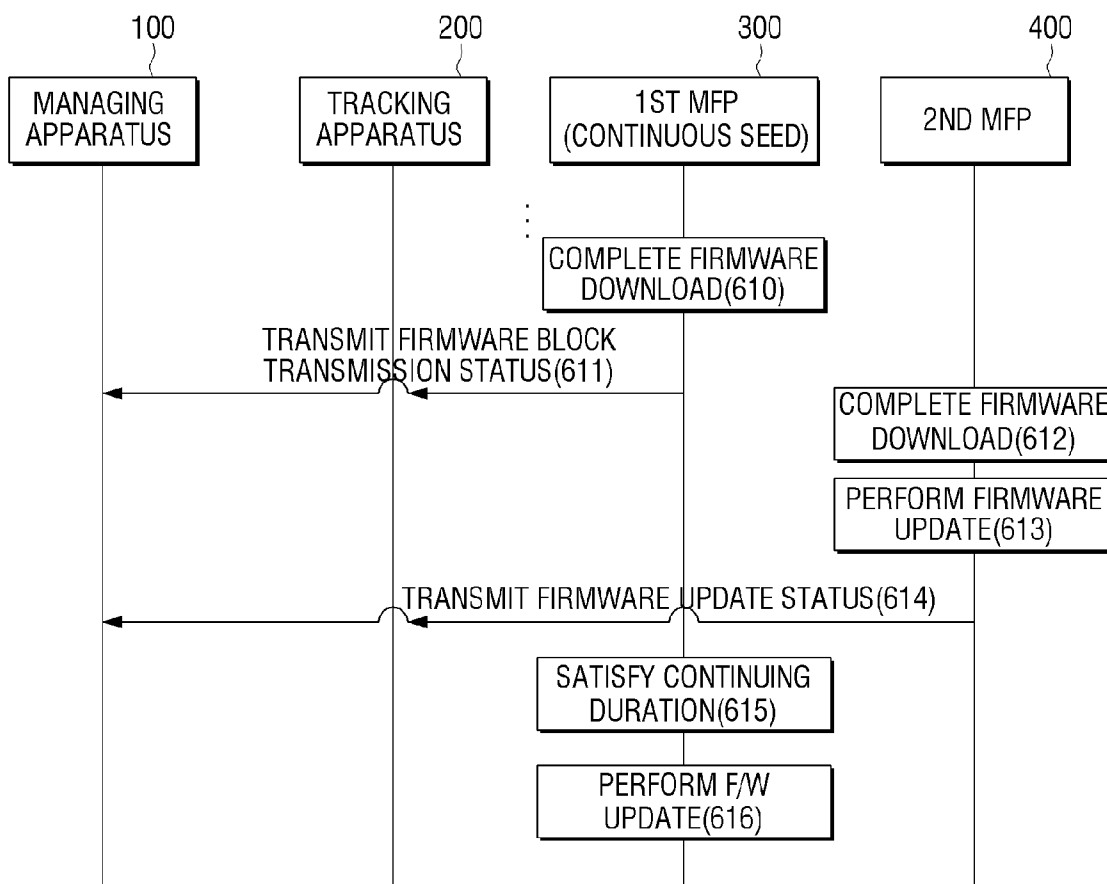 100
200
300
400
MANAGING
APPARATUS
TRACKING
APPARATUS
1ST MFP
(CONTINUOUS SEED)
2ND MFP
COMPLETE FIRMWARE
DOWNLOAD(610)
TRANSMIT FIRMWARE BLOCK
TRANSMISSION STATUS(611)
COMPLETE FIRMWARE
DOWNLOAD(612)
PERFORM FIRMWARE
UPDATE(613)
TRANSMIT FIRMWARE UPDATE STATUS(614)
SATISFY CONTINUING
DURATION(615)
PERFORM F/W
UPDATE(616)